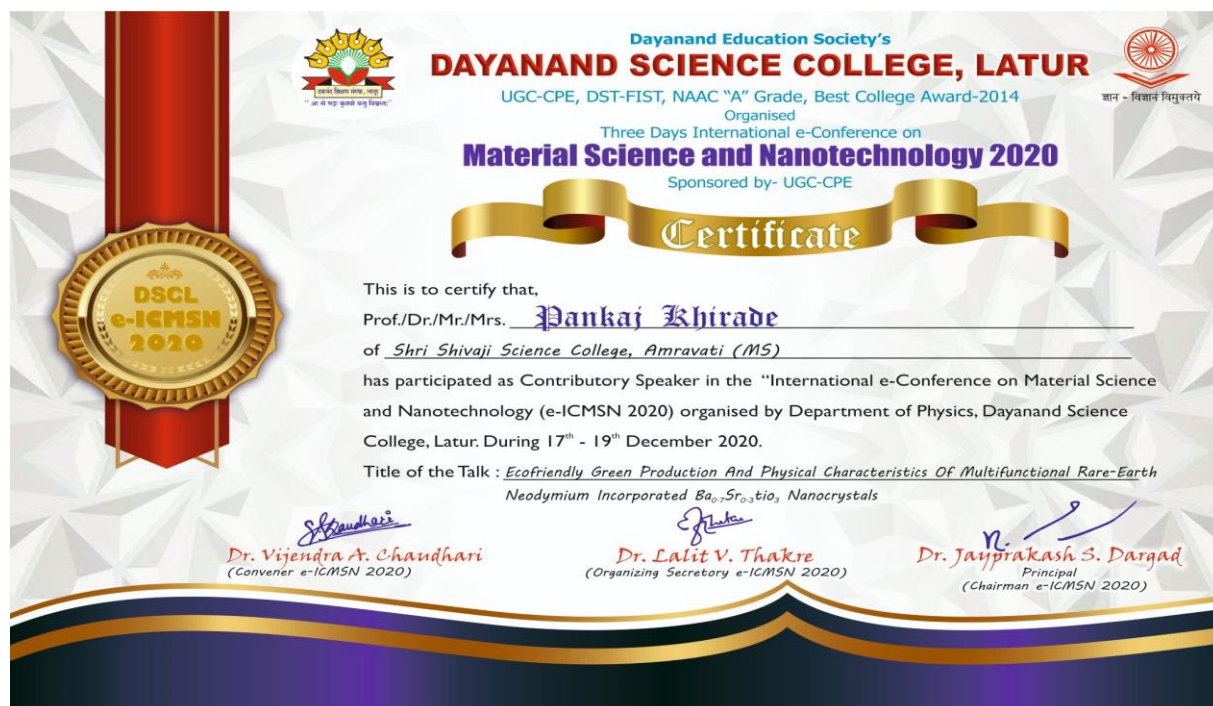 Dayanand Education Society's
DAYANAND SCIENCE COLLEGE, LATUR
UGC-CPE, DST-FIST, NAAC "A" Grade, Best College Award-2014
Organised
Three Days International e-Conference on
Material Science and Nanotechnology 2020
Sponsored by- UGC-CPE
ज्ञान - विज्ञानं विमुक्तये
Certificate
DSCL
e-ICMSN
2020
This is to certify that,
Prof./Dr./Mr./Mrs. Pankaj Khirade
of Shri Shivaji Science College, Amravati (MS)
has participated as Contributory Speaker in the "International e-Conference on Material Science
and Nanotechnology (e-ICMSN 2020) organised by Department of Physics, Dayanand Science
College, Latur. During 17th - 19th December 2020.
Title of the Talk : Ecofriendly Green Production And Physical Characteristics Of Multifunctional Rare-Earth
Neodymium Incorporated Ba₀.₇Sr₀.₃tio₃ Nanocrystals
Dr. Vijendra A. Chaudhari
(Convener e-ICMSN 2020)
Dr. Lalit V. Thakre
(Organizing Secretory e-ICMSN 2020)
Dr. Jayprakash S. Dargad
Principal
(Chairman e-ICMSN 2020)